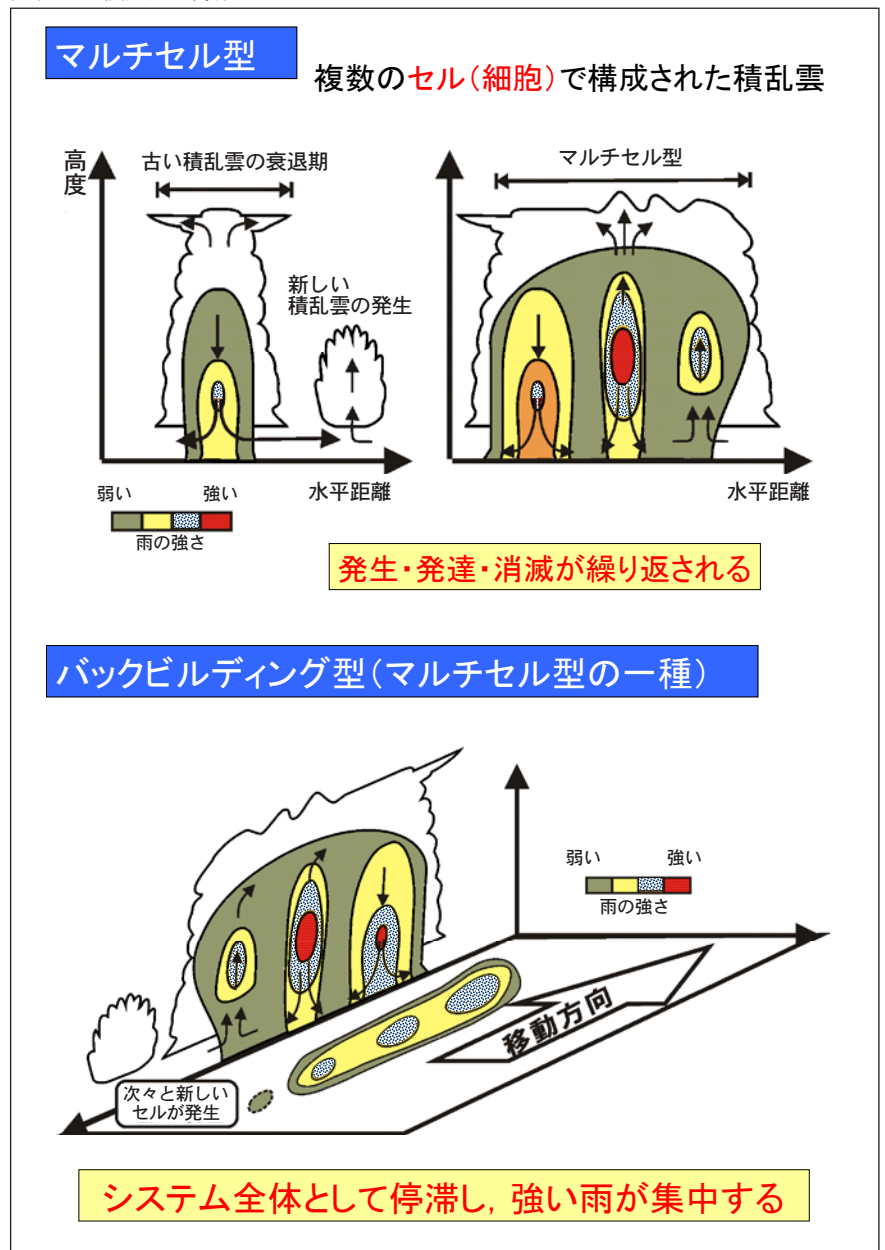 マルチセル型
複数のセル(細胞)で構成された積乱雲
高度
古い積乱雲の衰退期
新しい
積乱雲の発生
水平距離
弱い 強い
雨の強さ
マルチセル型
水平距離
発生・発達・消滅が繰り返される
バックビルディング型(マルチセル型の一種)
弱い 強い
雨の強さ
移動方向
次々と新しい
セルが発生
システム全体として停滞し,強い雨が集中する